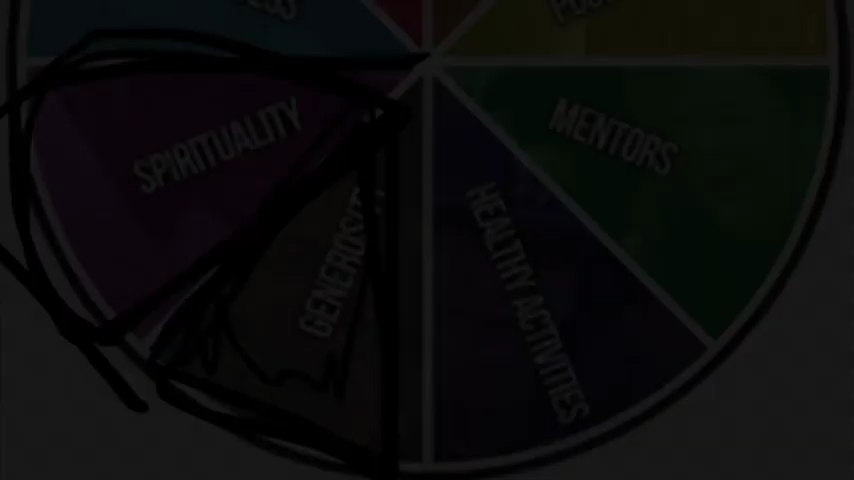 SPIRITUALITY
MENTORS
GENEROSITY
HEALTHY ACTIVITIES